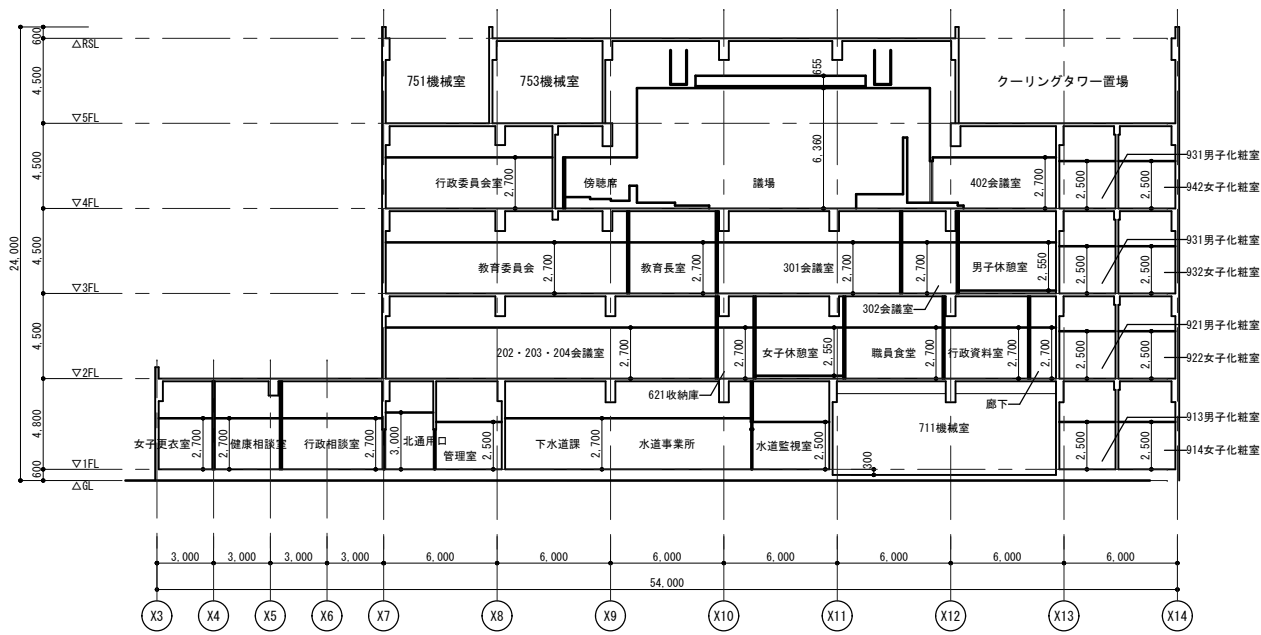 600
△RSL
4,500
655
751機械室
753機械室
クーリングタワー置場
▽5FL
4,500
6,360
行政委員会室
2,700
傍聴席
議場
402会議室
2,700
2,500
2,500
931男子化粧室
942女子化粧室
▽4FL
24,000
4,500
教育委員会
2,700
教育長室
2,700
301会議室
2,700
2,700
男子休憩室
2,550
2,500
2,500
931男子化粧室
932女子化粧室
▽3FL
302会議室
4,500
202・203・204会議室
2,700
2,700
女子休憩室
2,550
職員食堂
2,700
行政資料室
2,700
2,700
2,500
2,500
921男子化粧室
922女子化粧室
▽2FL
621収納庫
廊下
4,800
女子更衣室
2,700
2,700
健康相談室
行政相談室
2,700
3,000
北通用口
管理室
2,500
下水道課
2,700
水道事業所
水道監視室
2,500
711機械室
300
2,500
2,500
913男子化粧室
914女子化粧室
▽1FL
600
△GL
3,000
3,000
3,000
3,000
6,000
6,000
6,000
6,000
6,000
6,000
6,000
54,000
X3
X4
X5
X6
X7
X8
X9
X10
X11
X12
X13
X14